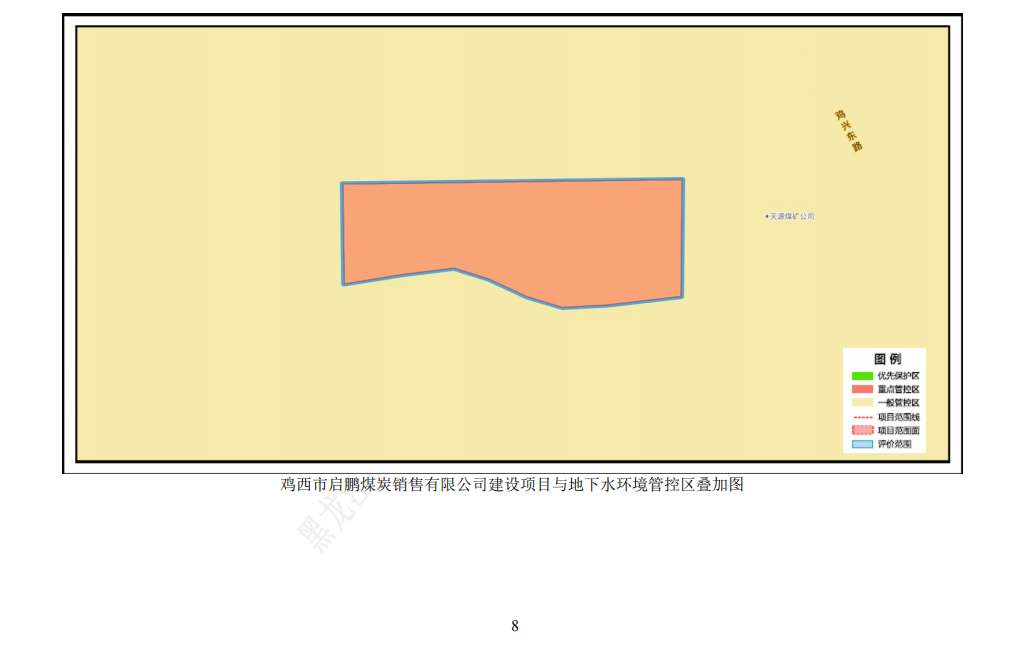 鸡兴东路
天源煤矿公司
图例
优先保护区
重点管控区
一般管控区
项目范围线
项目范围面
评价范围
鸡西市启鹏煤炭销售有限公司建设项目与地下水环境管控区叠加图
黑龙江
8